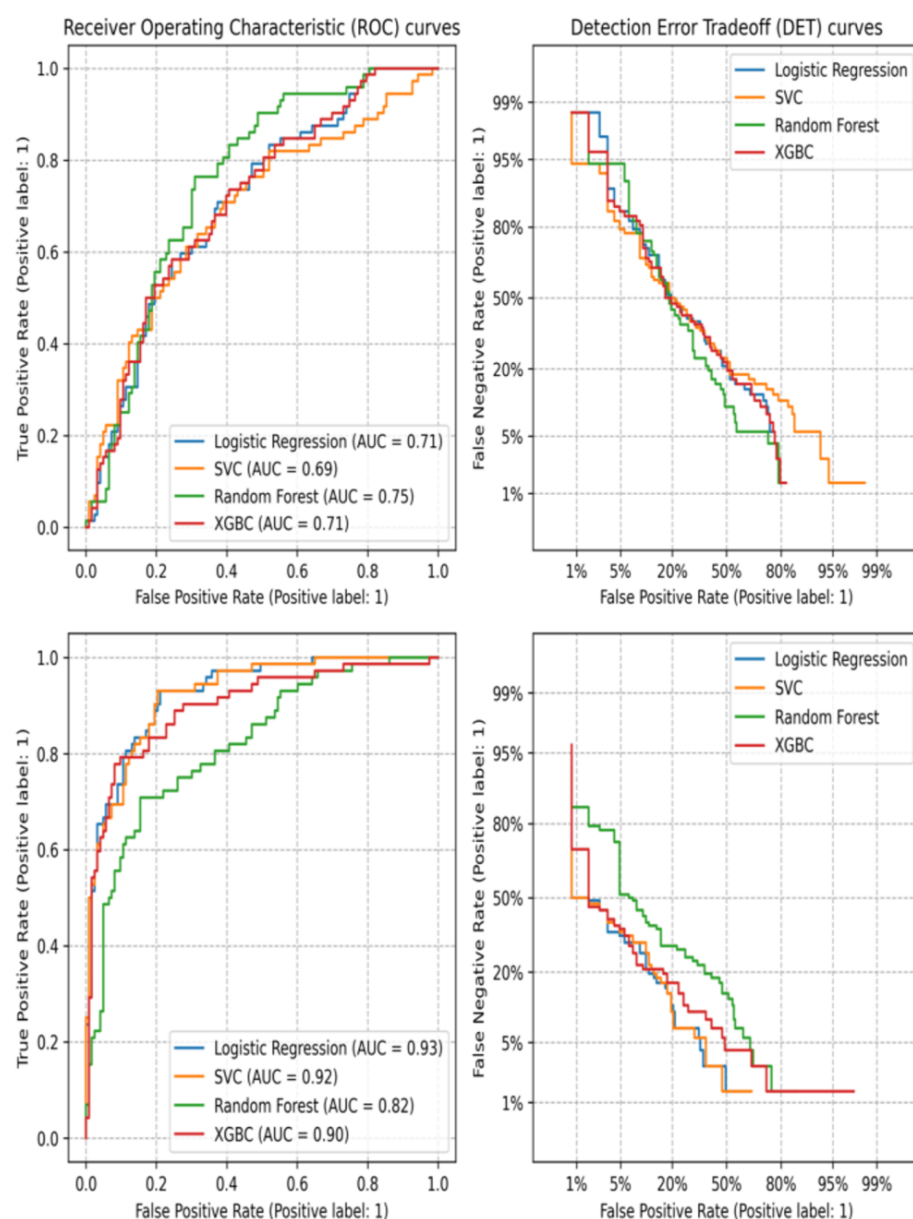 Receiver Operating Characteristic (ROC) curves
True Positive Rate (Positive label: 1)
1.0
0.8
0.6
0.4
0.2
0.0
Logistic Regression (AUC = 0.71)
SVC (AUC = 0.69)
Random Forest (AUC = 0.75)
XGBC (AUC = 0.71)
0.0 0.2 0.4 0.6 0.8 1.0
False Positive Rate (Positive label: 1)
Detection Error Tradeoff (DET) curves
False Negative Rate (Positive label: 1)
99%
95%
80%
50%
20%
5%
1%
Logistic Regression
SVC
Random Forest
XGBC
1% 5% 20% 50% 80% 95% 99%
False Positive Rate (Positive label: 1)
True Positive Rate (Positive label: 1)
1.0
0.8
0.6
0.4
0.2
0.0
Logistic Regression (AUC = 0.93)
SVC (AUC = 0.92)
Random Forest (AUC = 0.82)
XGBC (AUC = 0.90)
0.0 0.2 0.4 0.6 0.8 1.0
False Positive Rate (Positive label: 1)
False Negative Rate (Positive label: 1)
99%
95%
80%
50%
20%
5%
1%
Logistic Regression
SVC
Random Forest
XGBC
1% 5% 20% 50% 80% 95% 99%
False Positive Rate (Positive label: 1)